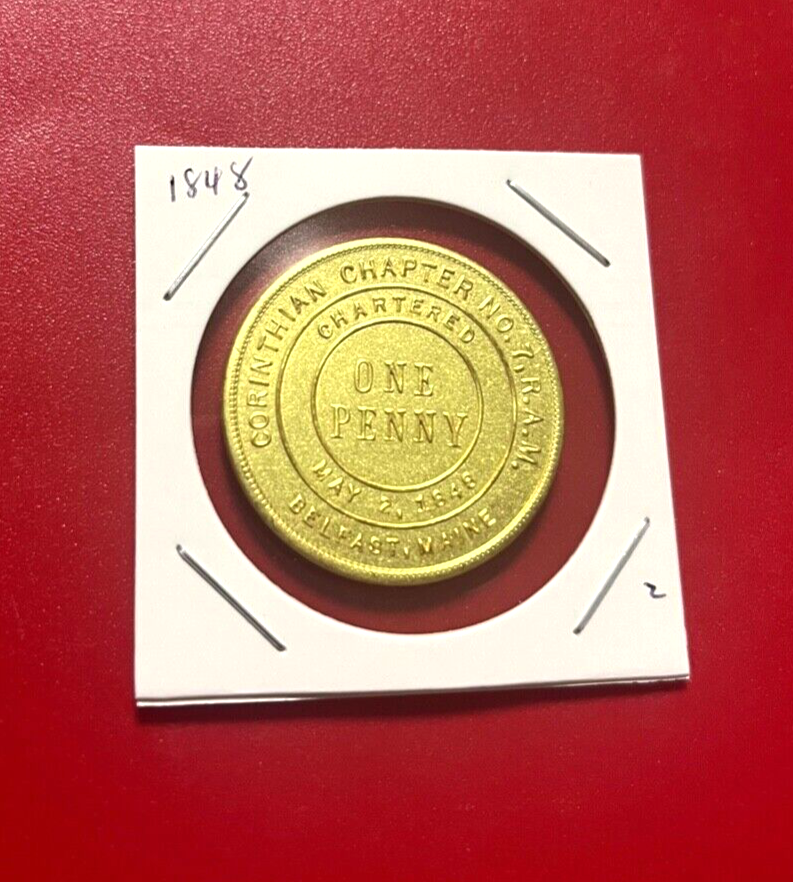 1848
CORINTHIAN CHAPTER NO. 7, R.A.M.
CHARTERED
ONE
PENNY
MAY 2, 1848
BELFAST, MAINE
2